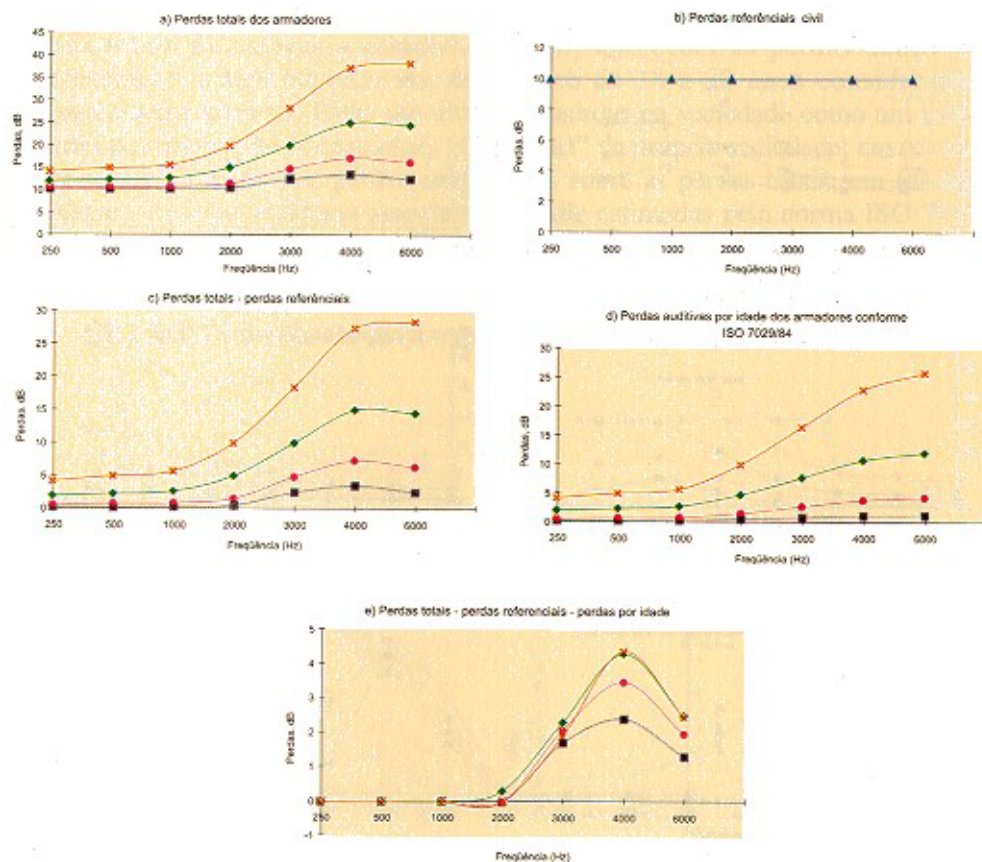 a) Perdas totais dos armadores
Perdas, dB
45
40
35
30
25
20
15
10
5
0
250 500 1000 2000 3000 4000 6000
Freqüência (Hz)
b) Perdas referênciais civil
Perdas, dB
12
10
8
6
4
2
0
250 500 1000 2000 3000 4000 6000
Freqüência (Hz)
c) Perdas totais - perdas referênciais
Perdas, dB
30
25
20
15
10
5
0
250 500 1000 2000 3000 4000 6000
Freqüência (Hz)
d) Perdas auditivas por idade dos armadores conforme
ISO 7029/84
Perdas, dB
30
25
20
15
10
5
0
250 500 1000 2000 3000 4000 6000
Freqüência (Hz)
e) Perdas totais - perdas referenciais - perdas por idade
Perdas, dB
5
4
3
2
1
0
-1
250 500 1000 2000 3000 4000 6000
Freqüência (Hz)